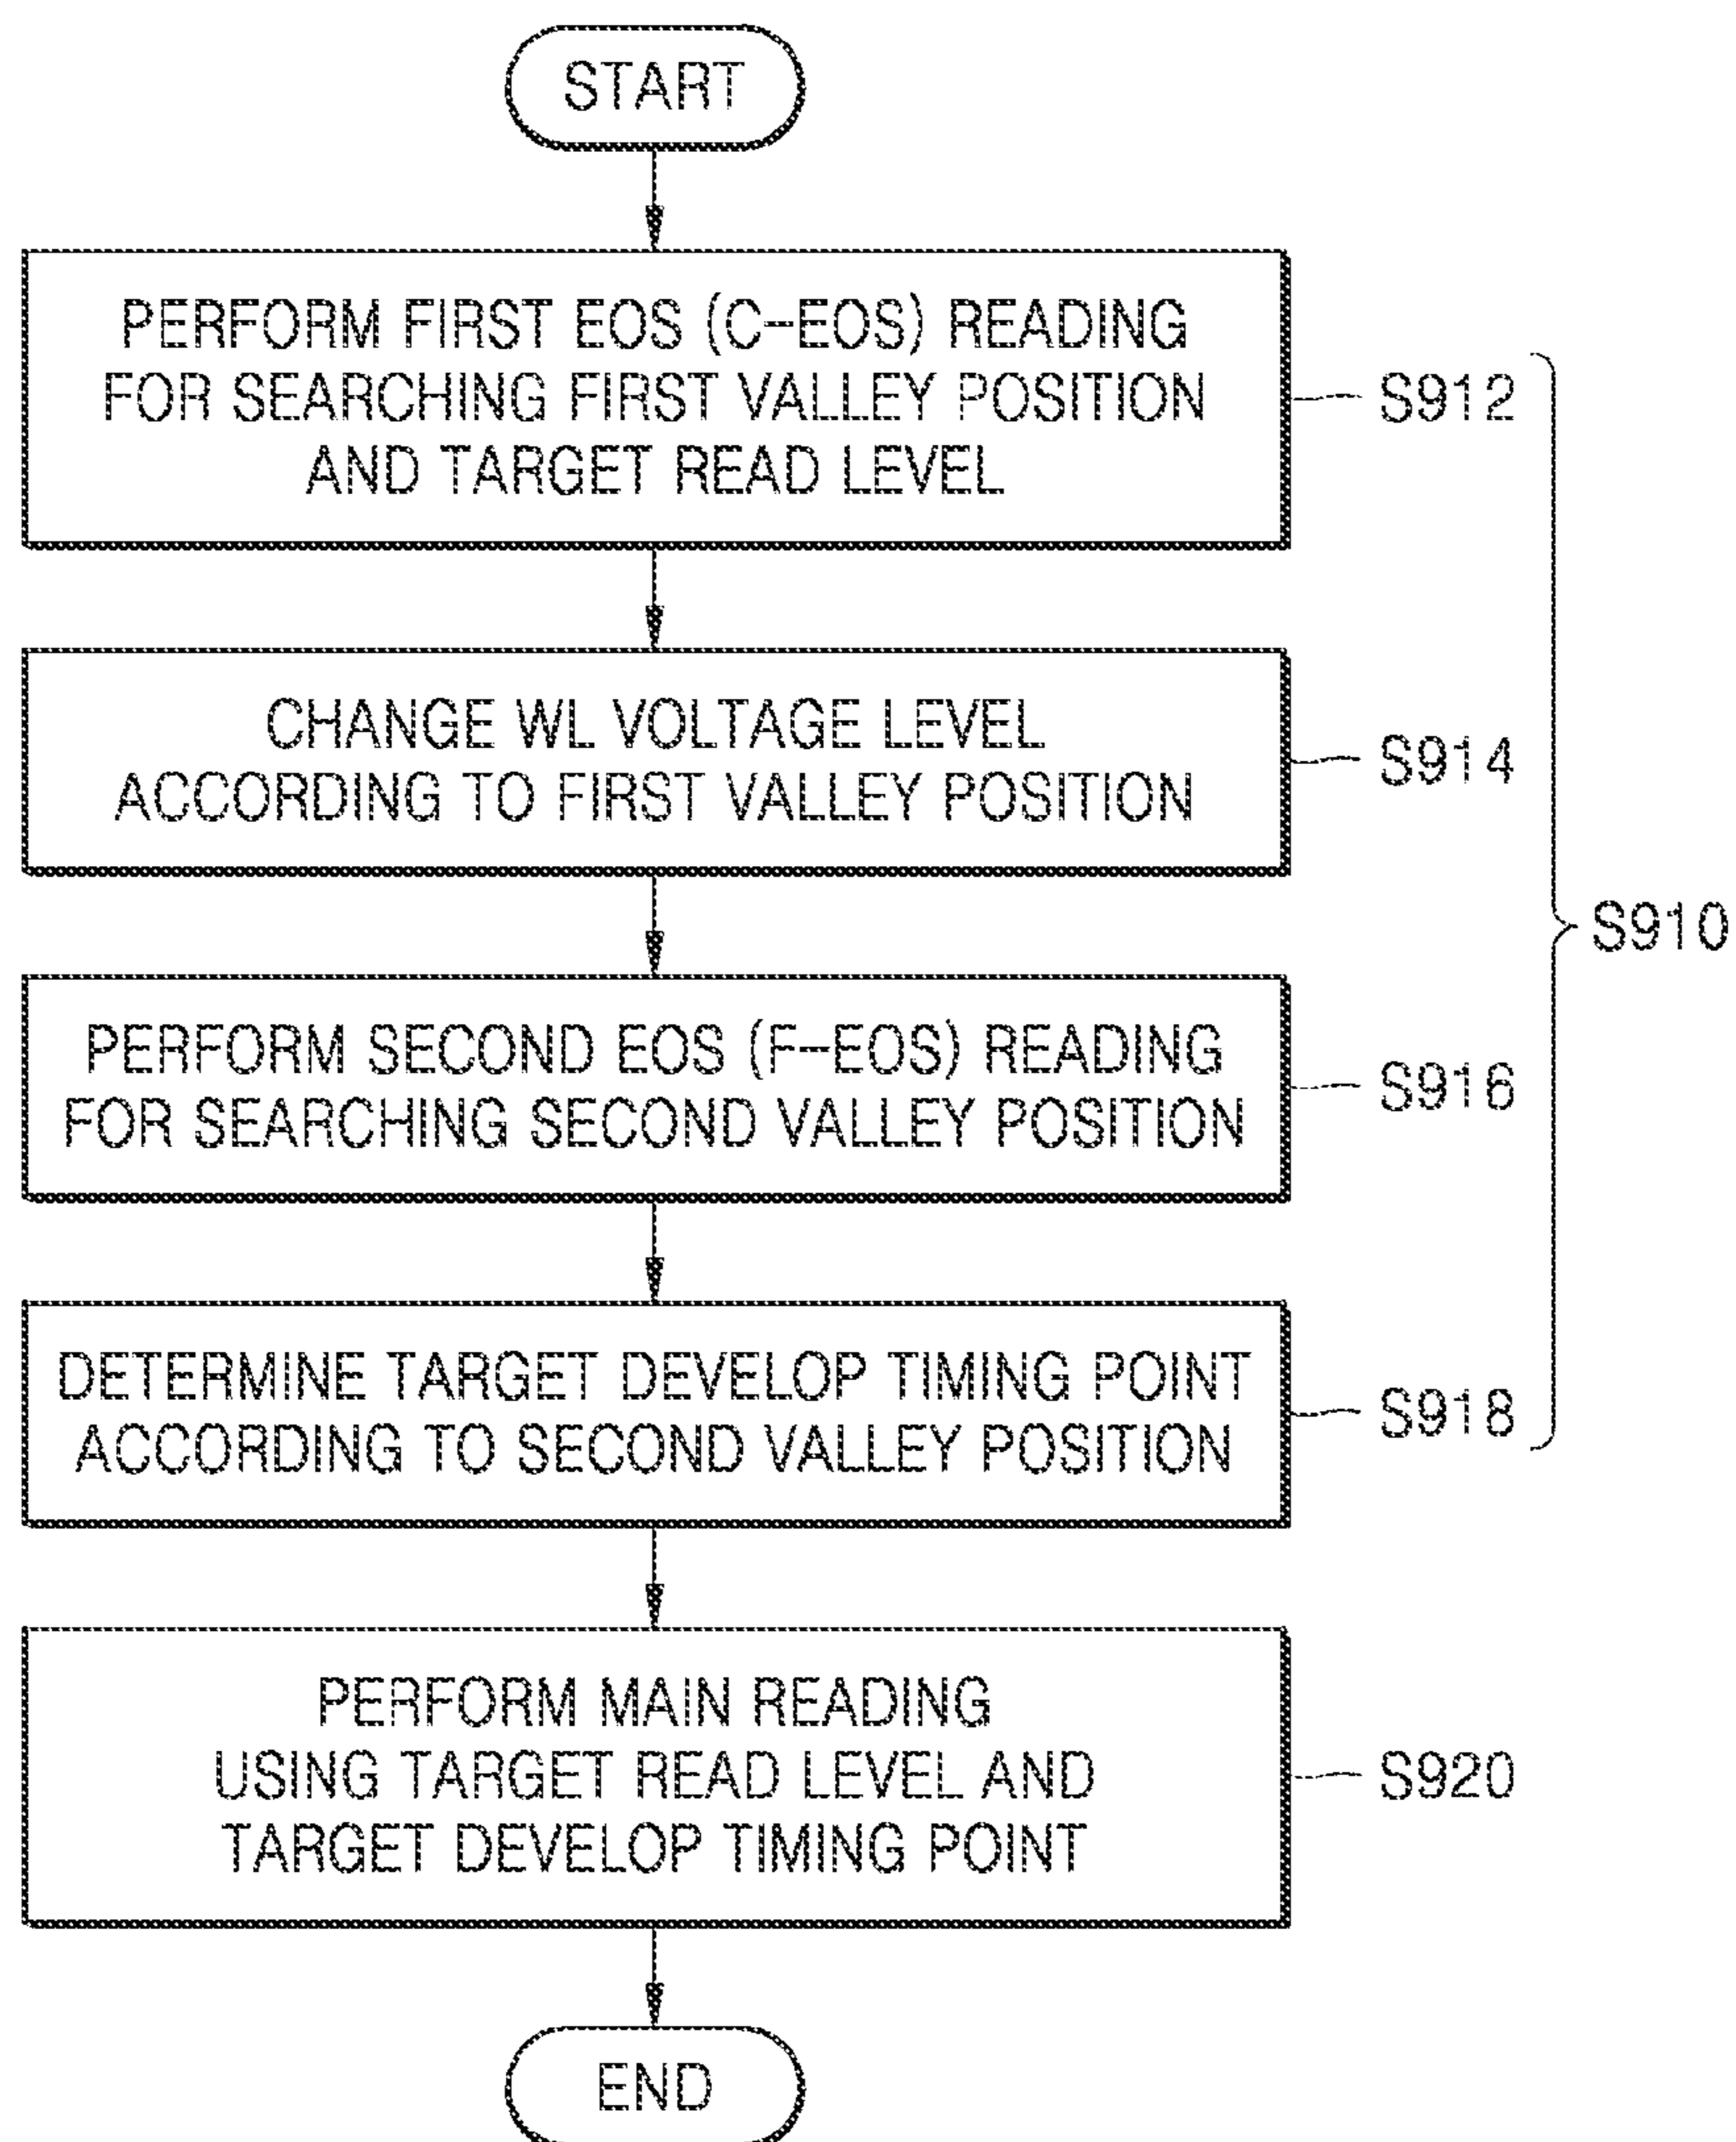 START
PERFORM FIRST EOS (C-EOS) READING
FOR SEARCHING FIRST VALLEY POSITION
AND TARGET READ LEVEL
S912
CHANGE WL VOLTAGE LEVEL
ACCORDING TO FIRST VALLEY POSITION
S914
S910
PERFORM SECOND EOS (F-EOS) READING
FOR SEARCHING SECOND VALLEY POSITION
S916
DETERMINE TARGET DEVELOP TIMING POINT
ACCORDING TO SECOND VALLEY POSITION
S918
PERFORM MAIN READING
USING TARGET READ LEVEL AND
TARGET DEVELOP TIMING POINT
S920
END